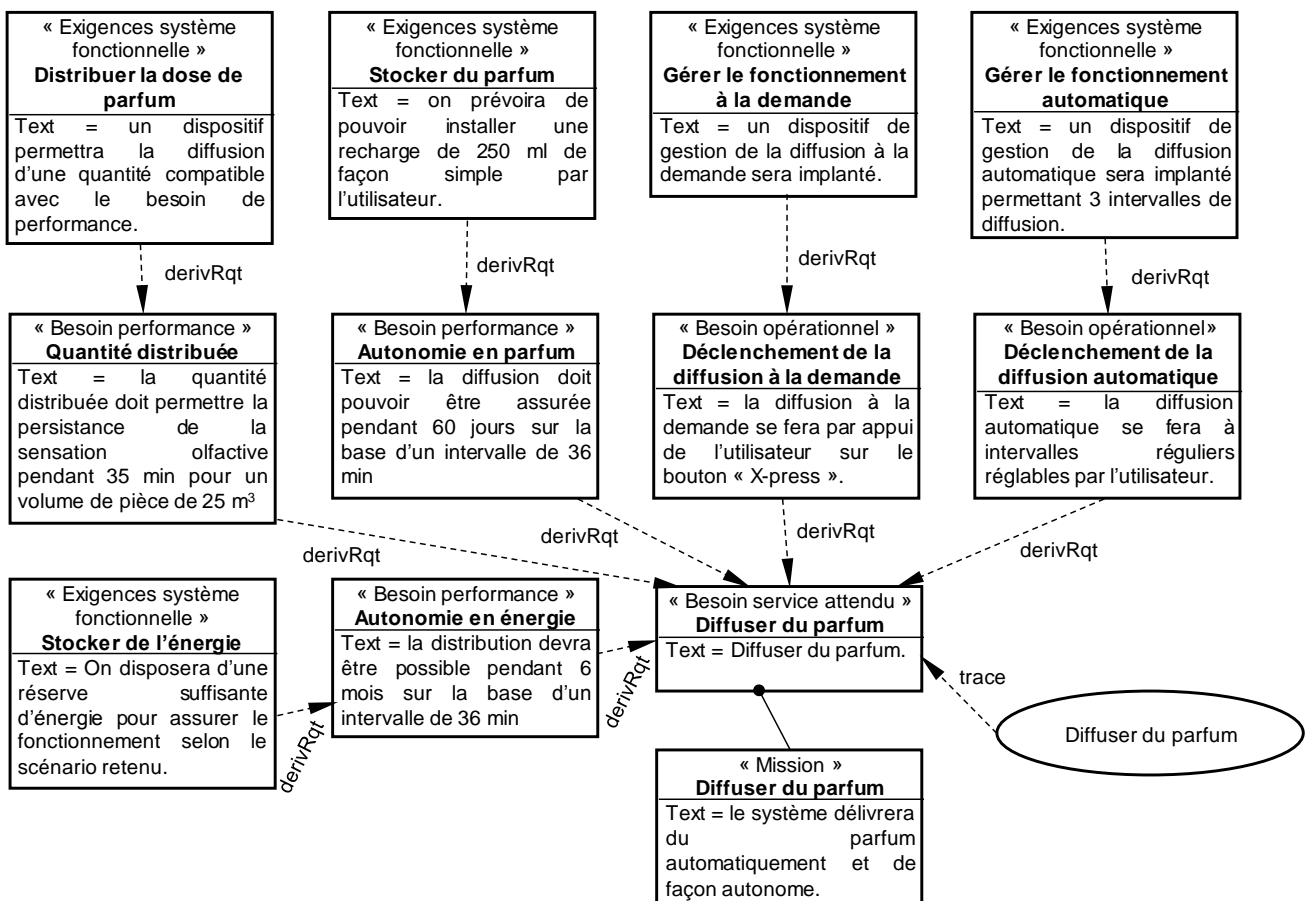 « Exigences système
fonctionnelle »
Distribuer la dose de
parfum
Text = un dispositif
permettra la diffusion
d’une quantité compatible
avec le besoin de
performance.
« Exigences système
fonctionnelle »
Stocker du parfum
Text = on prévoira de
pouvoir installer une
recharge de 250 ml de
façon simple par
l’utilisateur.
« Exigences système
fonctionnelle »
Gérer le fonctionnement
à la demande
Text = un dispositif de
gestion de la diffusion à la
demande sera implanté.
« Exigences système
fonctionnelle »
Gérer le fonctionnement
automatique
Text = un dispositif de
gestion de la diffusion
automatique sera implanté
permettant 3 intervalles de
diffusion.
derivRqt
derivRqt
derivRqt
derivRqt
« Besoin performance »
Quantité distribuée
Text = la quantité
distribuée doit permettre la
persistance de la
sensation olfactive
pendant 35 min pour un
volume de pièce de 25 m³
« Besoin performance »
Autonomie en parfum
Text = la diffusion doit
pouvoir être assurée
pendant 60 jours sur la
base d’un intervalle de 36
min
« Besoin opérationnel »
Déclenchement de la
diffusion à la demande
Text = la diffusion à la
demande se fera par appui
de l’utilisateur sur le
bouton « X-press ».
« Besoin opérationnel»
Déclenchement de la
diffusion automatique
Text = la diffusion
automatique se fera à
intervalles réguliers
réglables par l’utilisateur.
derivRqt
derivRqt
derivRqt
derivRqt
« Exigences système
fonctionnelle »
Stocker de l’énergie
Text = On disposera d’une
réserve suffisante
d’énergie pour assurer le
fonctionnement selon le
scénario retenu.
derivRqt
« Besoin performance »
Autonomie en énergie
Text = la distribution devra
être possible pendant 6
mois sur la base d’un
intervalle de 36 min
derivRqt
« Besoin service attendu »
Diffuser du parfum
Text = Diffuser du parfum.
trace
Diffuser du parfum
« Mission »
Diffuser du parfum
Text = le système délivrera
du parfum
automatiquement et de
façon autonome.